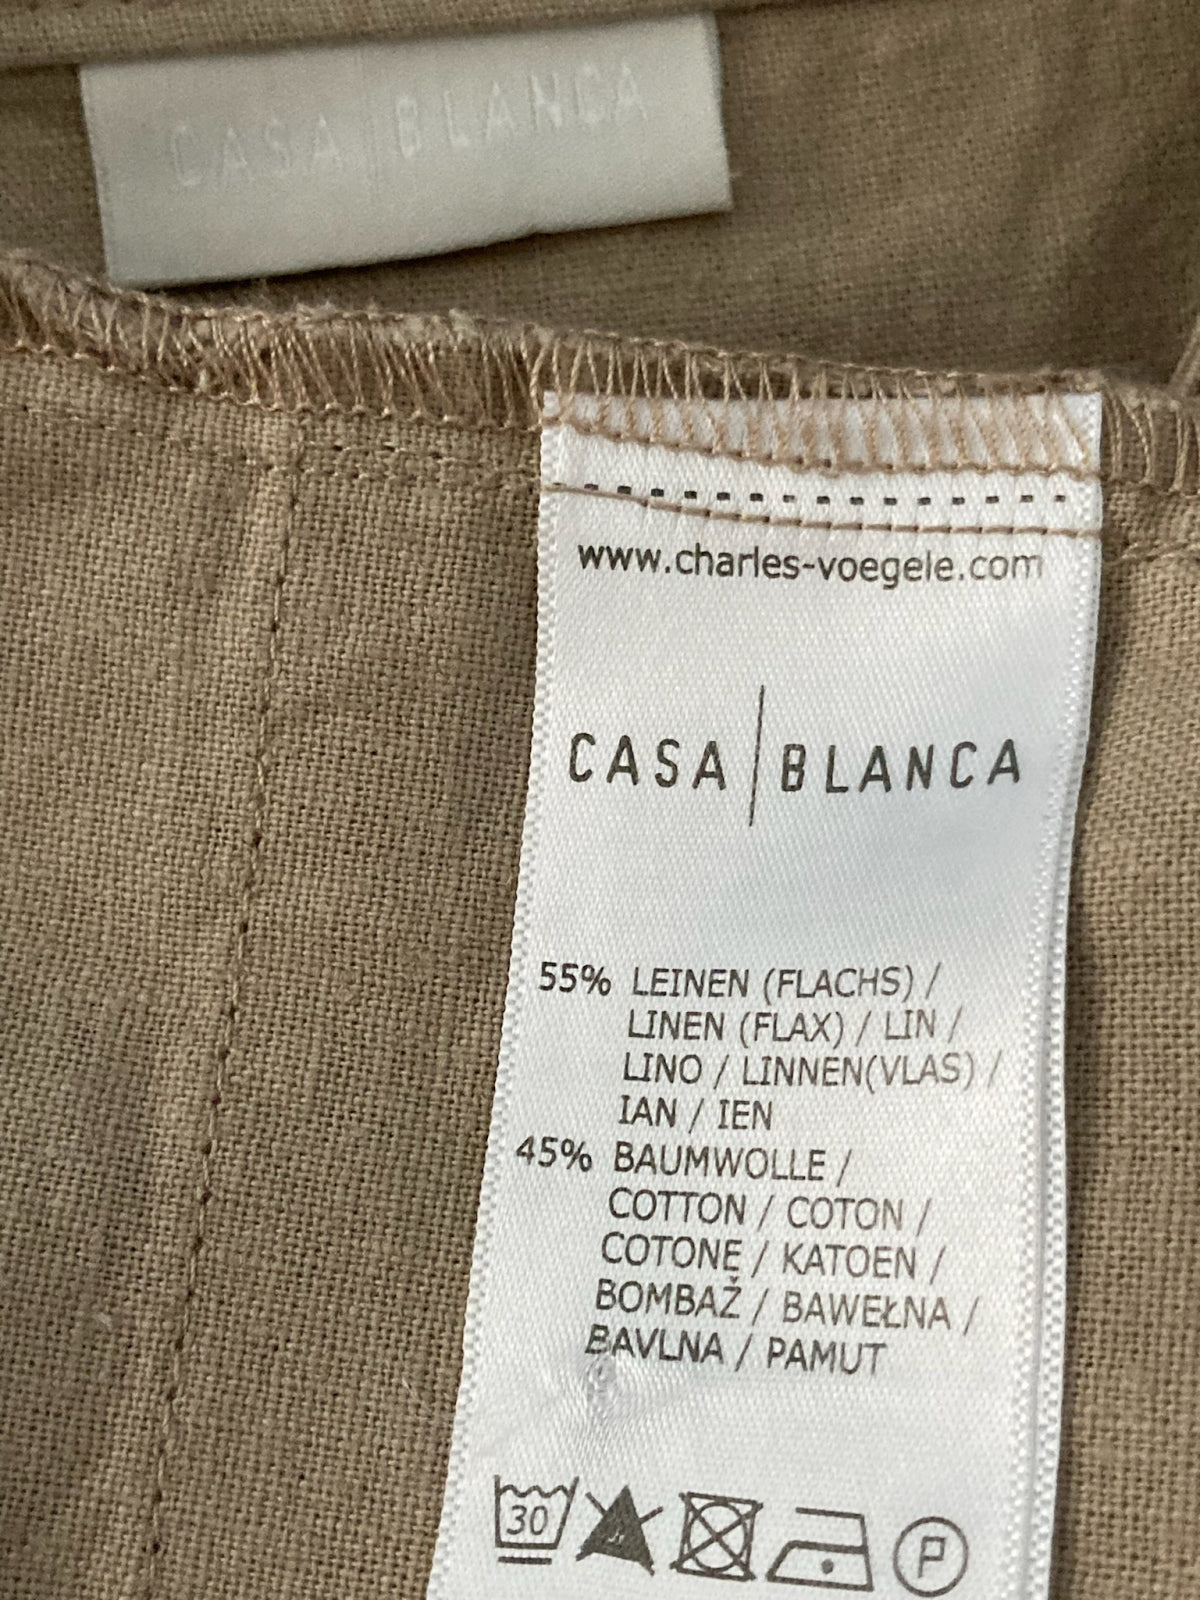 CASA BLANCA
www.charles-voegele.com
CASA | BLANCA
55% LEINEN (FLACHS) /
LINEN (FLAX) / LIN /
LINO / LINNEN(VLAS) /
IAN / IEN
45% BAUMWOLLE /
COTTON / COTON /
COTONE / KATOEN /
BOMBAŽ / BAWEŁNA /
BAVLNA / PAMUT
30 P